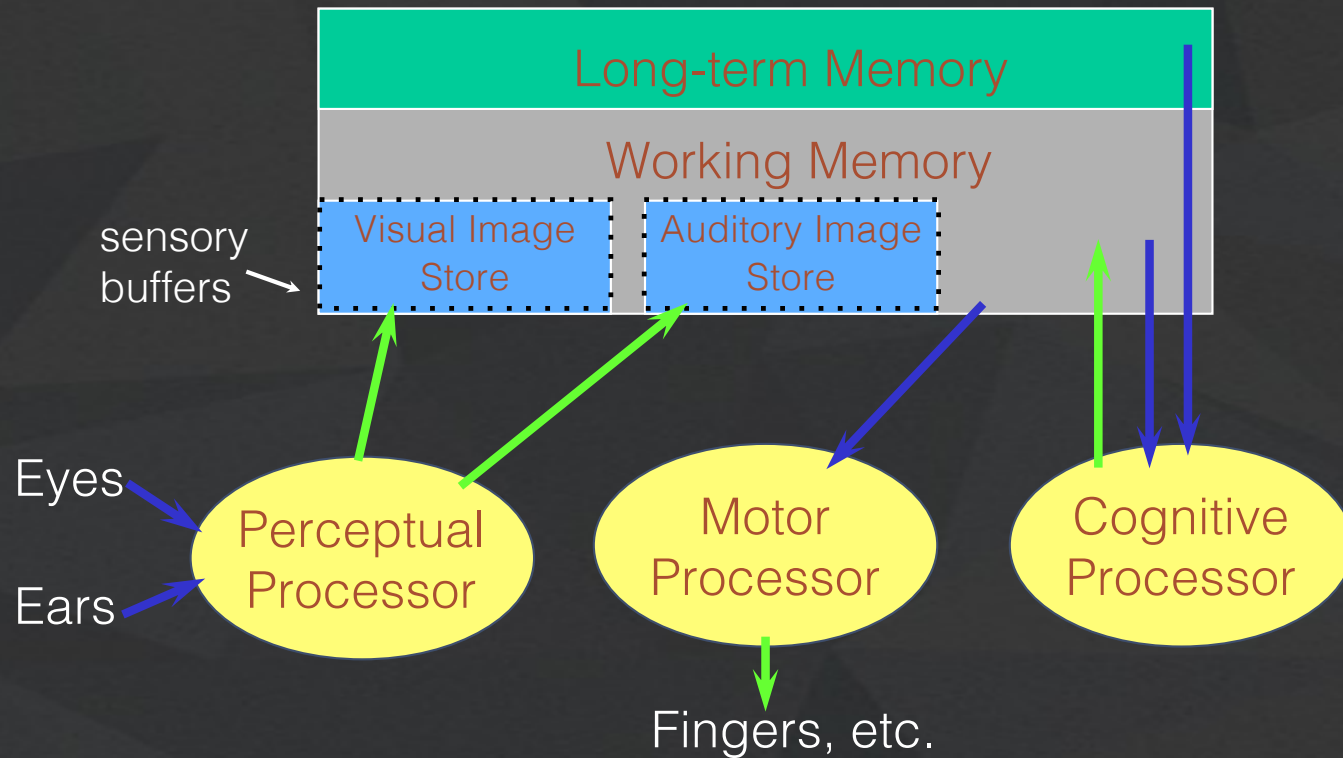 Long-term Memory
Working Memory
sensory
buffers
Visual Image
Store
Auditory Image
Store
Eyes
Ears
Perceptual
Processor
Motor
Processor
Cognitive
Processor
Fingers, etc.